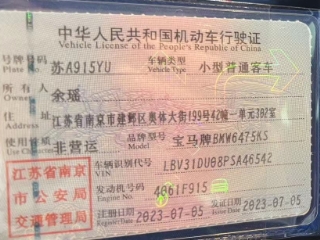 中华人民共和国机动车行驶证
Vehicle License of the People's Republic of China
号牌号码 苏A915YU 车辆类型 小型普通客车
Plate No. Vehicle Type
所有人 余瑶
住址 江苏省南京市建邺区奥体大街199号42幢一单元302室
使用性质 非营运 品牌型号 宝马牌BMW6475KS
Use Character Model
江苏省南京市公安局交通管理局
车辆识别代号 LBV31DU08PSA46542
VIN
发动机号码 4061F915
Engine No.
注册日期 2023-07-05 发证日期 2023-07-05
Register Date Issue Date